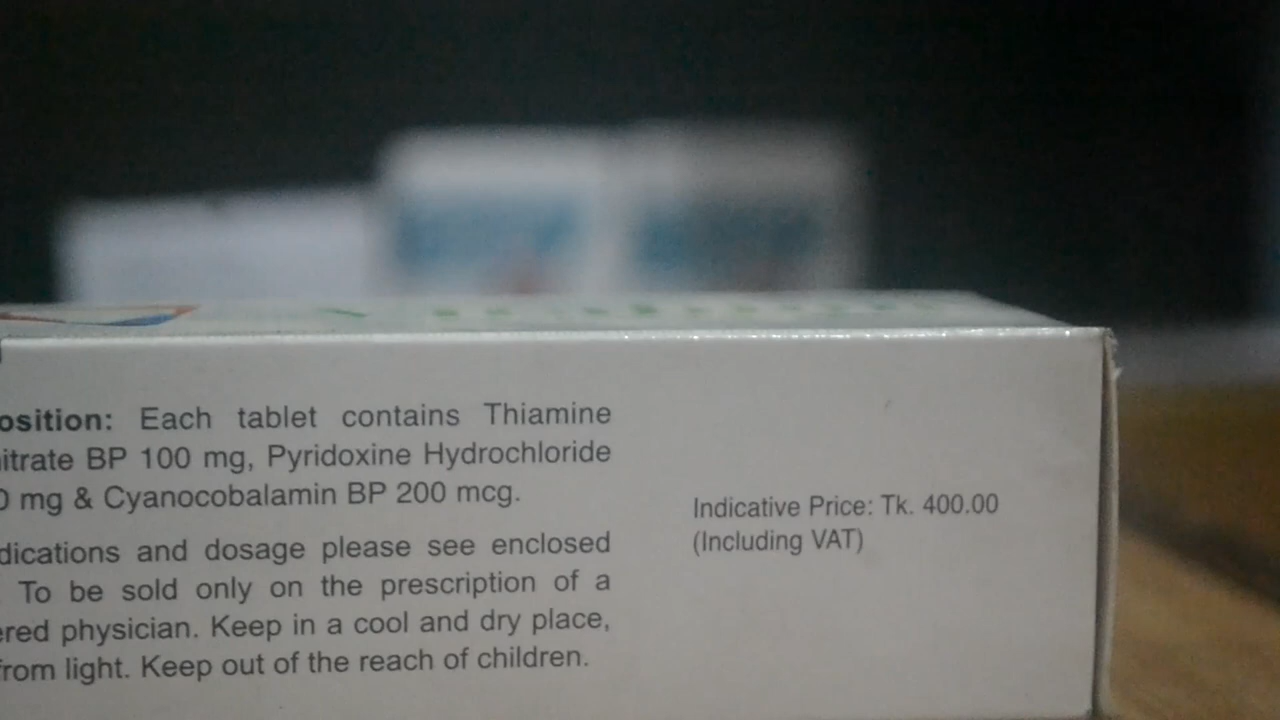 osition: Each tablet contains Thiamine
itrate BP 100 mg, Pyridoxine Hydrochloride
0 mg & Cyanocobalamin BP 200 mcg.
dications and dosage please see enclosed
To be sold only on the prescription of a
ered physician. Keep in a cool and dry place,
from light. Keep out of the reach of children.
Indicative Price: Tk. 400.00
(Including VAT)